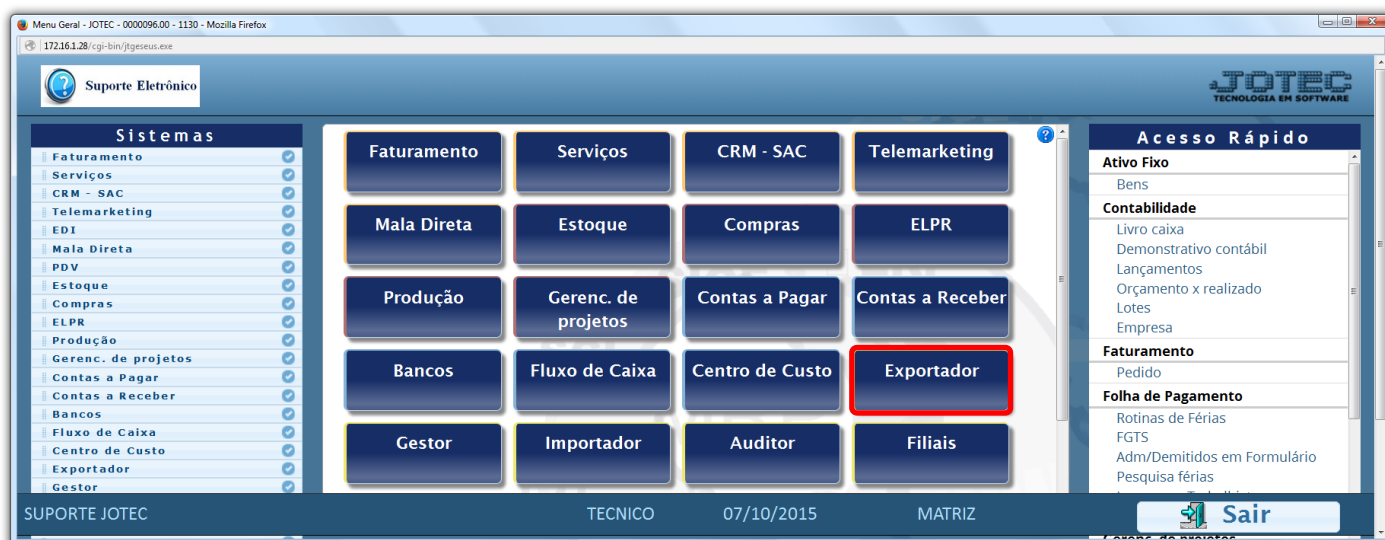 Menu Geral - JOTEC - 0000096.00 - 1130 - Mozilla Firefox
172.16.1.28/cgi-bin/jtgeseus.exe
Suporte Eletrônico
JOTEC
TECNOLOGIA EM SOFTWARE
Sistemas
Faturamento
Serviços
CRM - SAC
Telemarketing
EDI
Mala Direta
PDV
Estoque
Compras
ELPR
Produção
Gerenc. de projetos
Contas a Pagar
Contas a Receber
Bancos
Fluxo de Caixa
Centro de Custo
Exportador
Gestor
Faturamento
Serviços
CRM - SAC
Telemarketing
Mala Direta
Estoque
Compras
ELPR
Produção
Gerenc. de
projetos
Contas a Pagar
Contas a Receber
Bancos
Fluxo de Caixa
Centro de Custo
Exportador
Gestor
Importador
Auditor
Filiais
Acesso Rápido
Ativo Fixo
Bens
Contabilidade
Livro caixa
Demonstrativo contábil
Lançamentos
Orçamento x realizado
Lotes
Empresa
Faturamento
Pedido
Folha de Pagamento
Rotinas de Férias
FGTS
Adm/Demitidos em Formulário
Pesquisa férias
SUPORTE JOTEC
TECNICO
07/10/2015
MATRIZ
Sair
Gerenc. de projetos